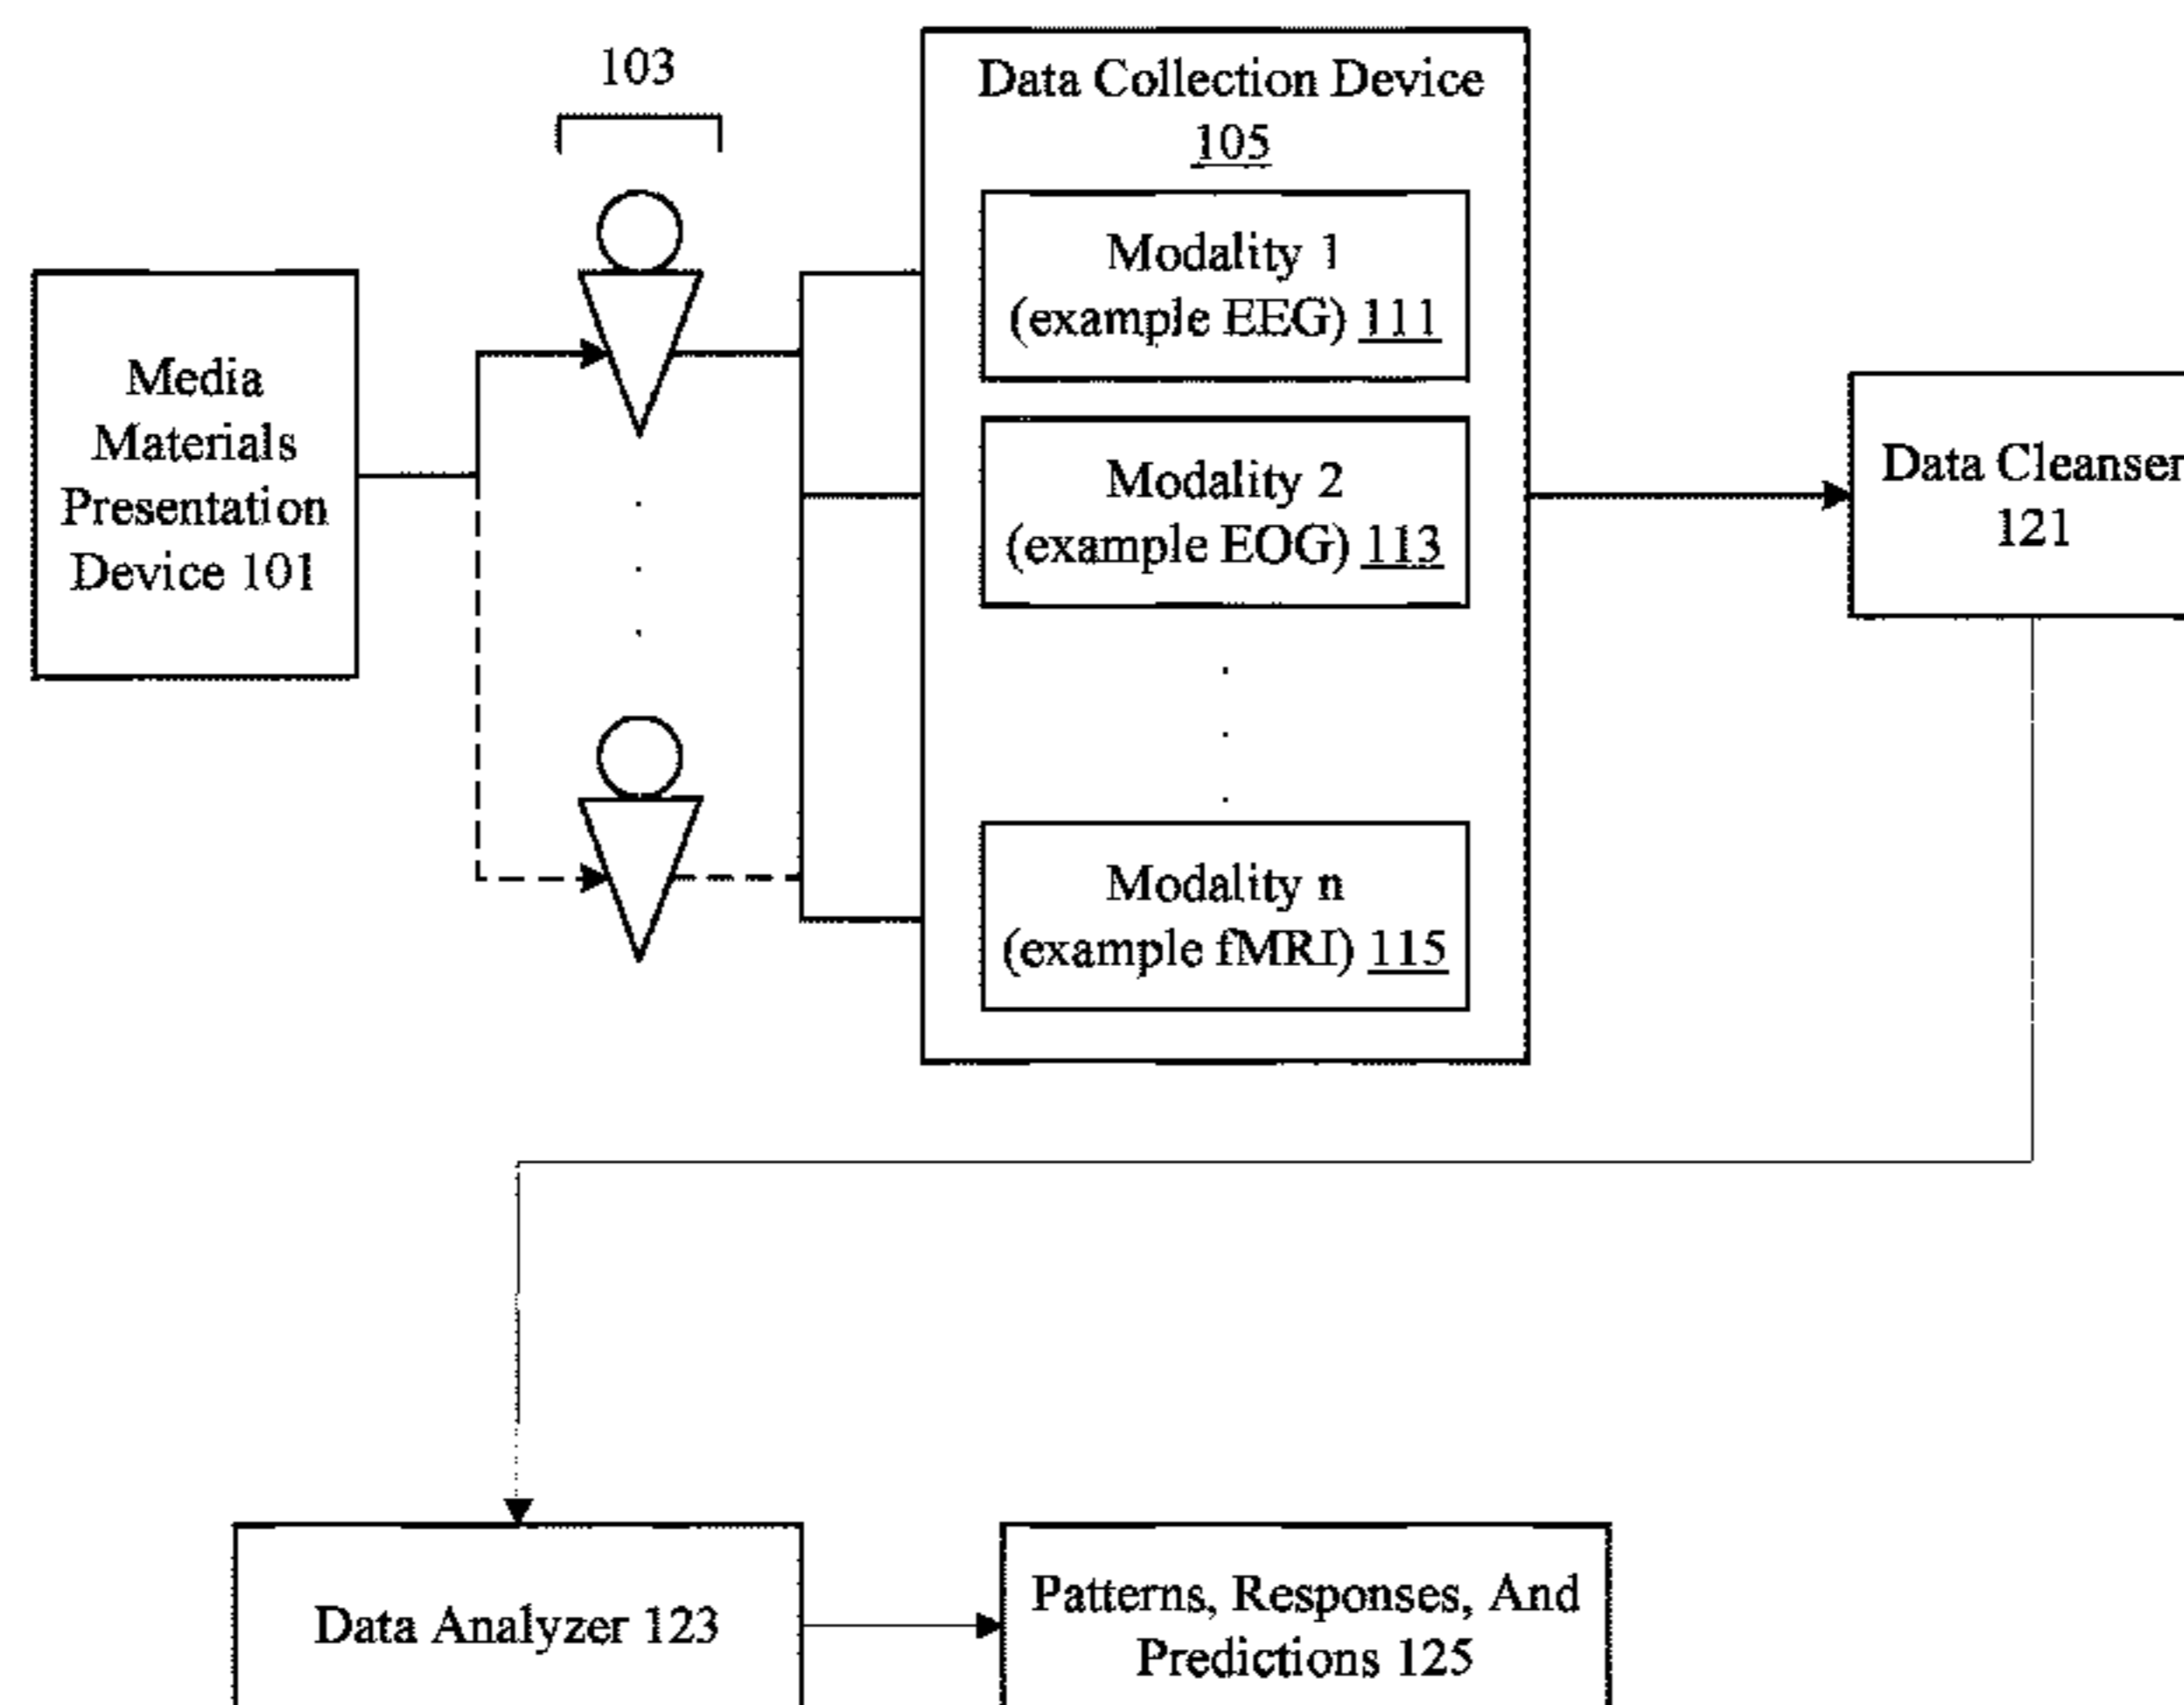 103
Data Collection Device
105
Modality 1
(example EEG) 111
Media
Materials
Presentation
Device 101
Modality 2
(example EOG) 113
Data Cleanser
121
.
.
.
.
.
.
Modality n
(example fMRI) 115
Data Analyzer 123
Patterns, Responses, And
Predictions 125